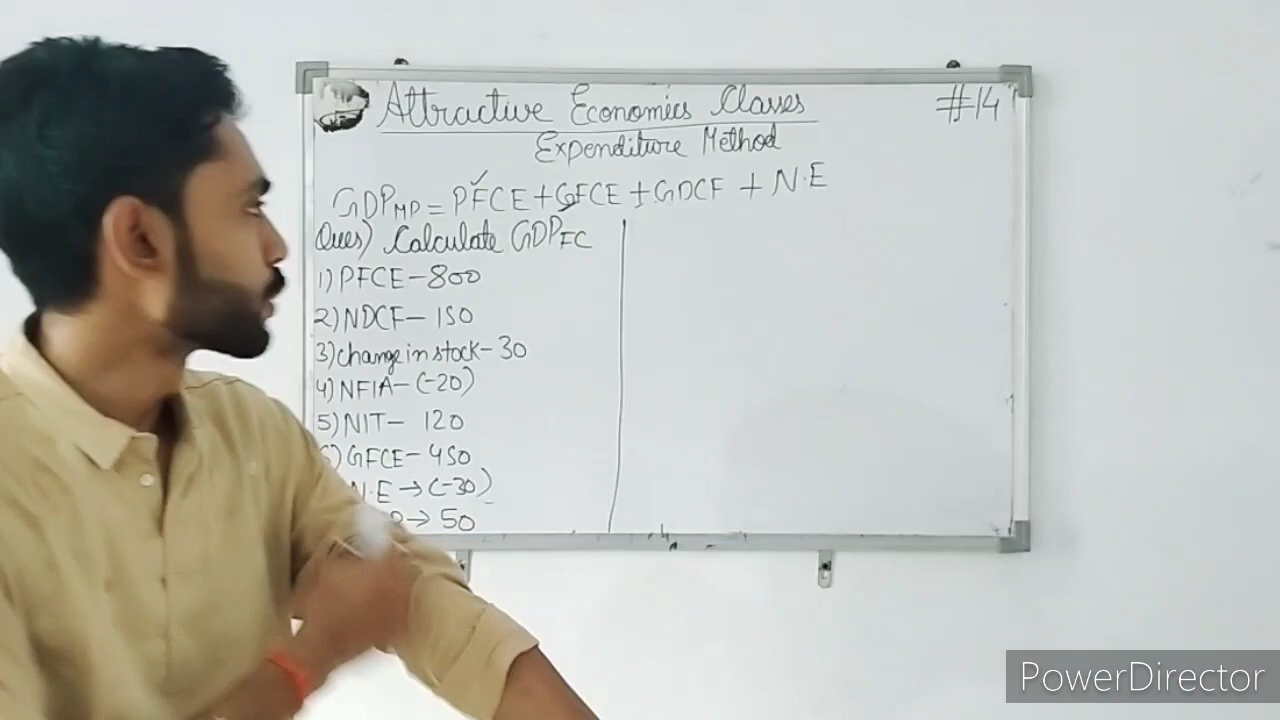 Attractive Economics Classes #14
Expenditure Method
GDPMP = PFCE + GFCE + GDCF + N.E
Ques) Calculate GDPFC
1) PFCE - 800
2) NDCF - 150
3) change in stock - 30
4) NFIA - (-20)
5) NIT - 120
6) GFCE - 450
N.E → (-30)
→ 50
PowerDirector